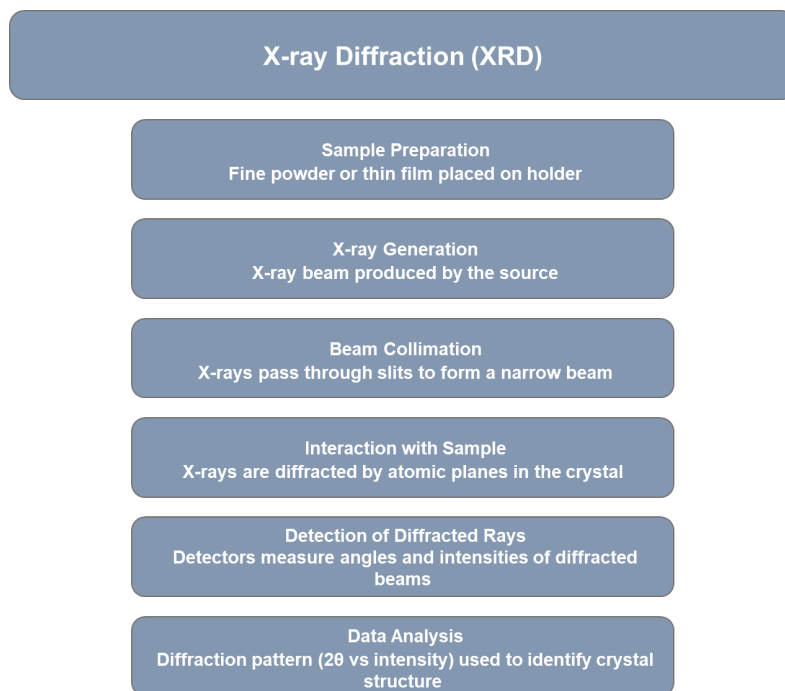 X-ray Diffraction (XRD)
Sample Preparation
Fine powder or thin film placed on holder
X-ray Generation
X-ray beam produced by the source
Beam Collimation
X-rays pass through slits to form a narrow beam
Interaction with Sample
X-rays are diffracted by atomic planes in the crystal
Detection of Diffracted Rays
Detectors measure angles and intensities of diffracted
beams
Data Analysis
Diffraction pattern (2θ vs intensity) used to identify crystal
structure